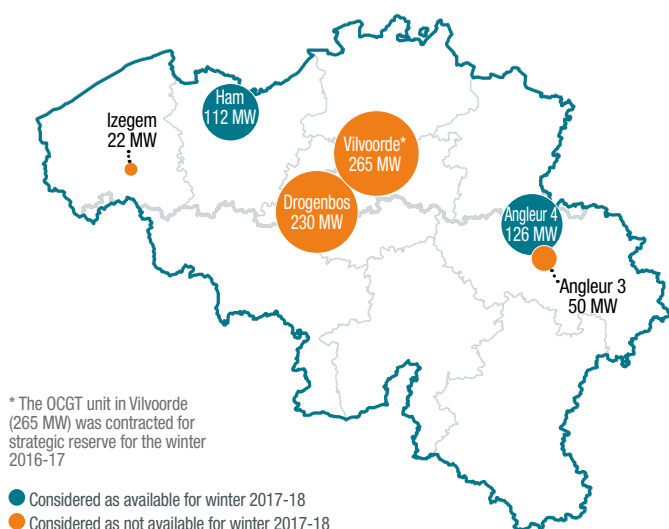 Ham
112 MW
Izegem
22 MW
Vilvoorde*
265 MW
Drogenbos
230 MW
Angleur 4
126 MW
Angleur 3
50 MW
* The OCGT unit in Vilvoorde
(265 MW) was contracted for
strategic reserve for the winter
2016-17
Considered as available for winter 2017-18
Considered as not available for winter 2017-18